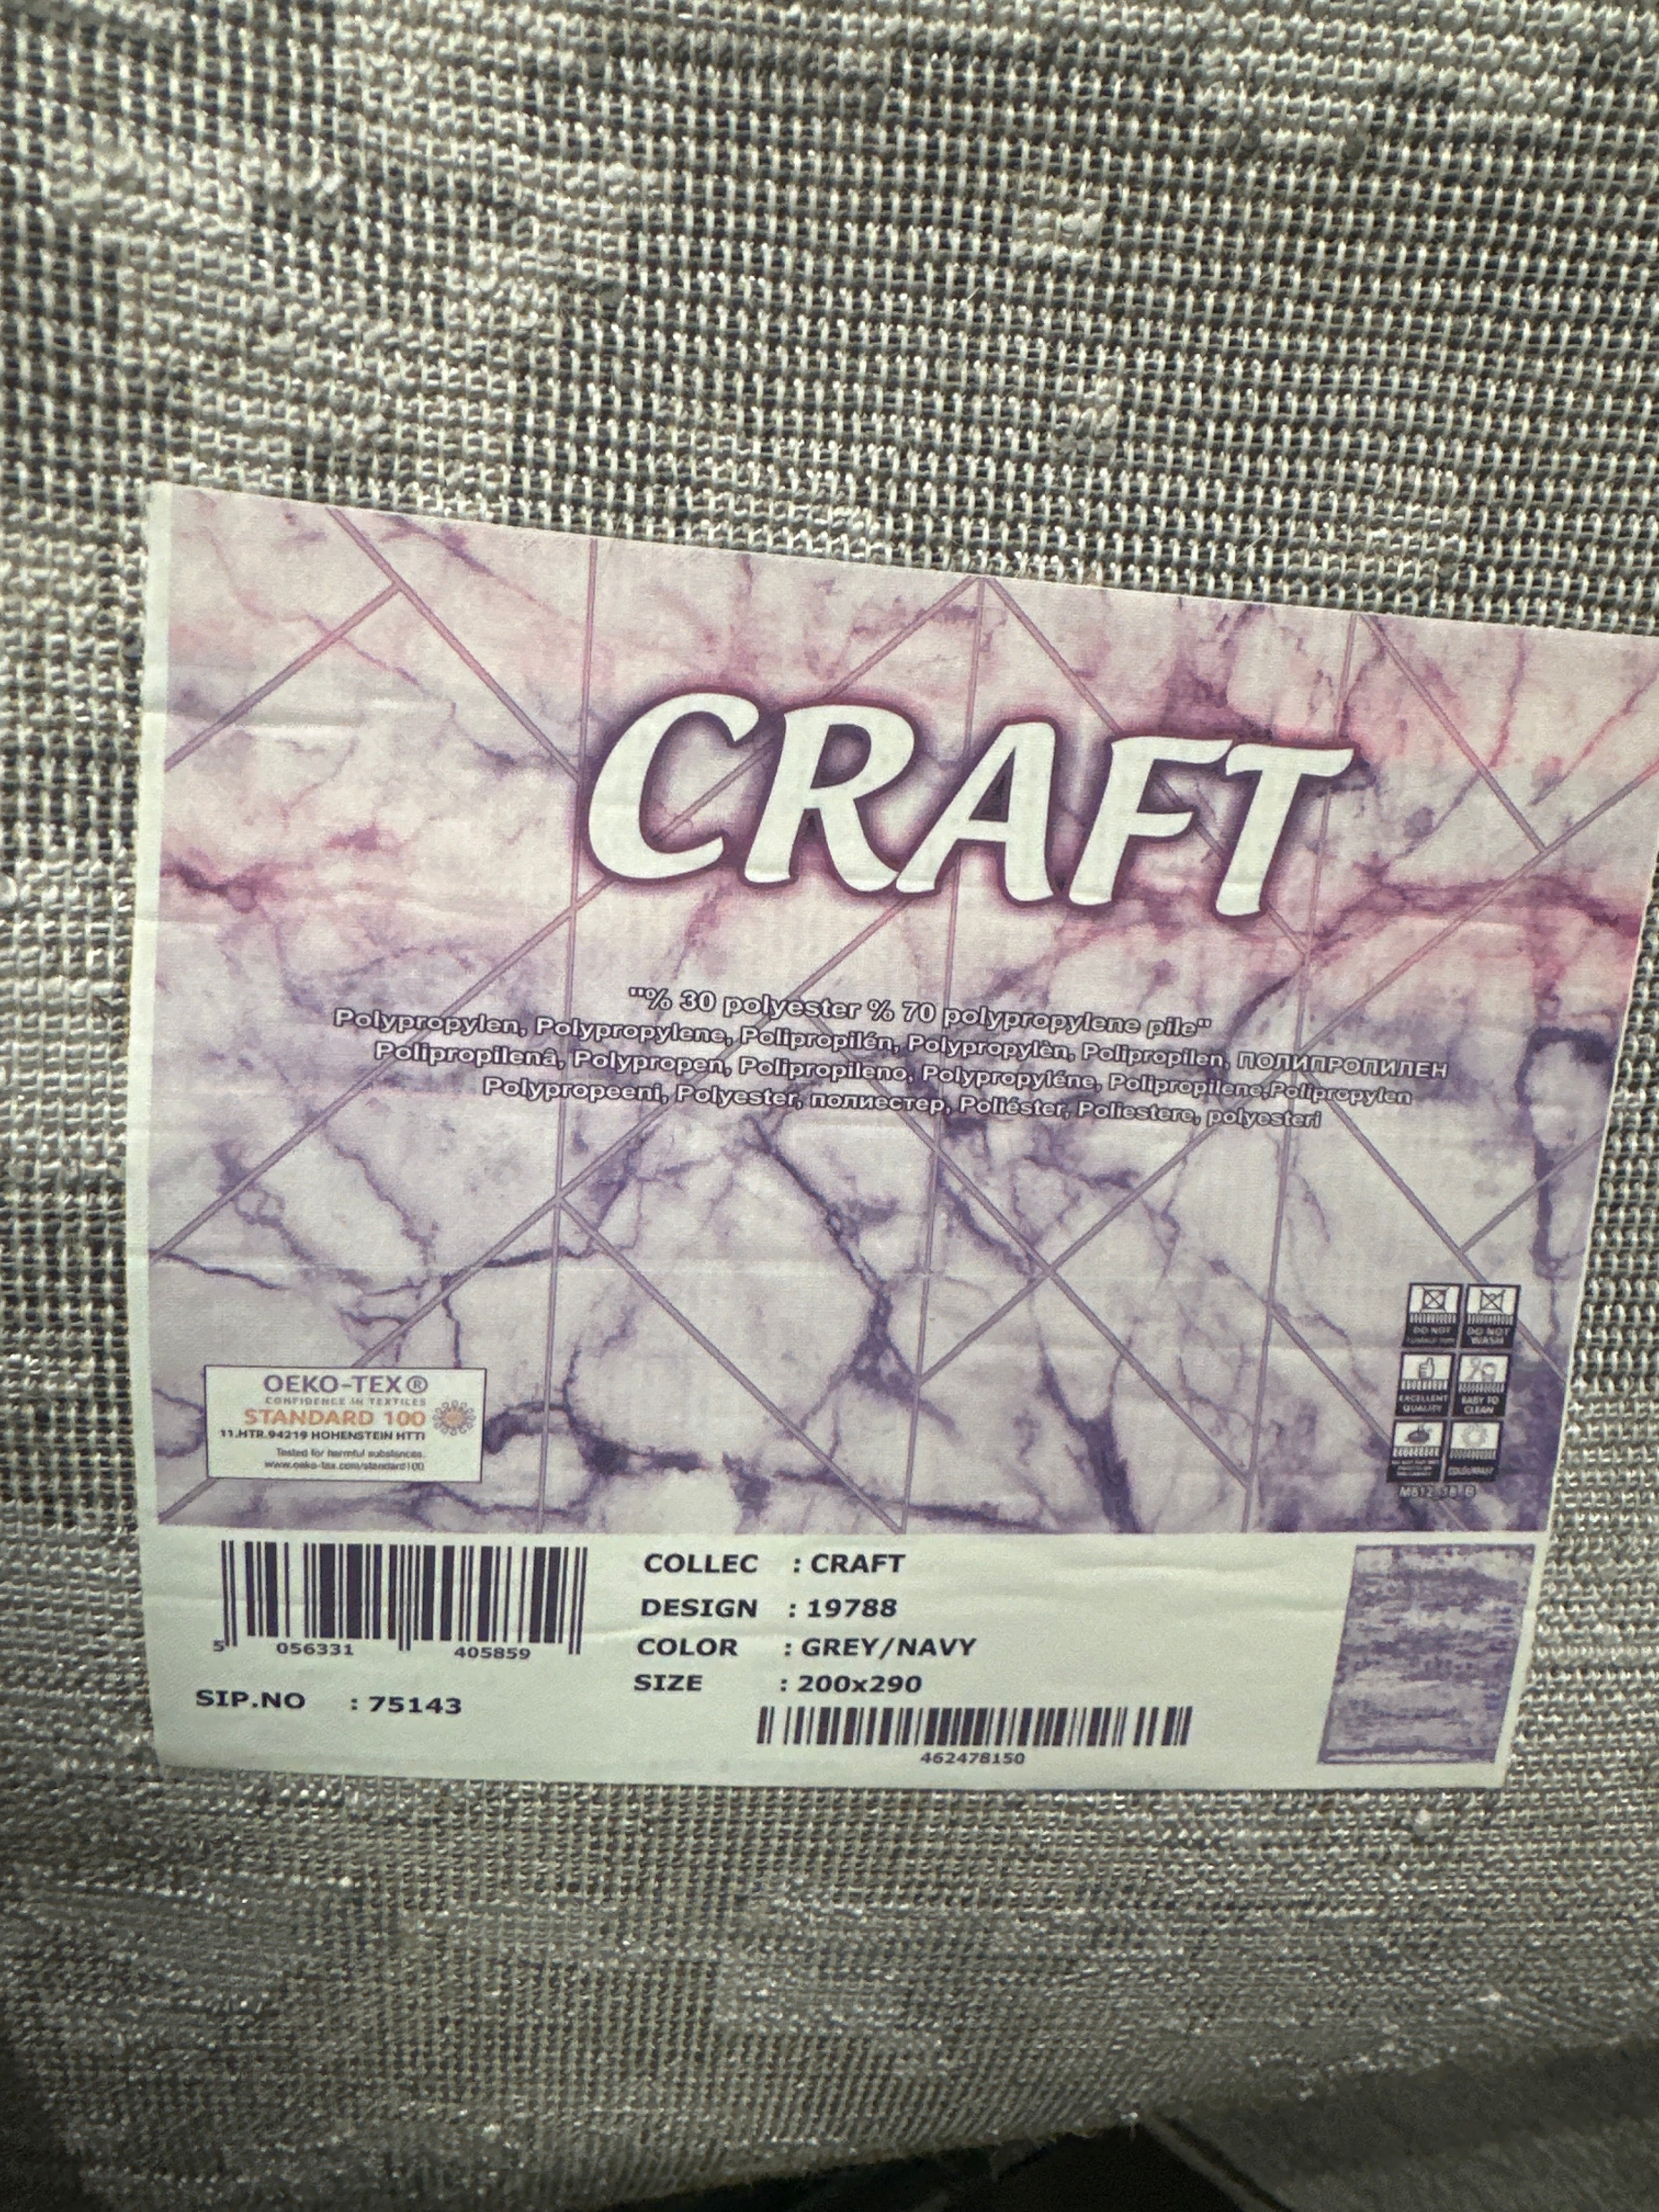 CRAFT
"% 30 polyester % 70 polypropylene pile"
Polypropylen, Polypropylene, Polipropilén, Polypropylèn, Polipropilen, ПОЛИПРОПИЛЕН
Polipropilenâ, Polypropen, Polipropileno, Polypropyléne, Polipropilene,Polipropylen
Polypropeeni, Polyester, полиестер, Poliéster, Poliestere, polyesteri
OEKO-TEX®
CONFIDENCE IN TEXTILES
STANDARD 100
11.HTR.94219 HOHENSTEIN HTTI
Tested for harmful substances.
www.oeko-tex.com/standard100
DO NOT
DO NOT WASH
EXCELLENT QUALITY
EASY TO CLEAN
COLOURFAST
5 056331 405859
SIP.NO : 75143
COLLEC : CRAFT
DESIGN : 19788
COLOR : GREY/NAVY
SIZE : 200x290
462478150